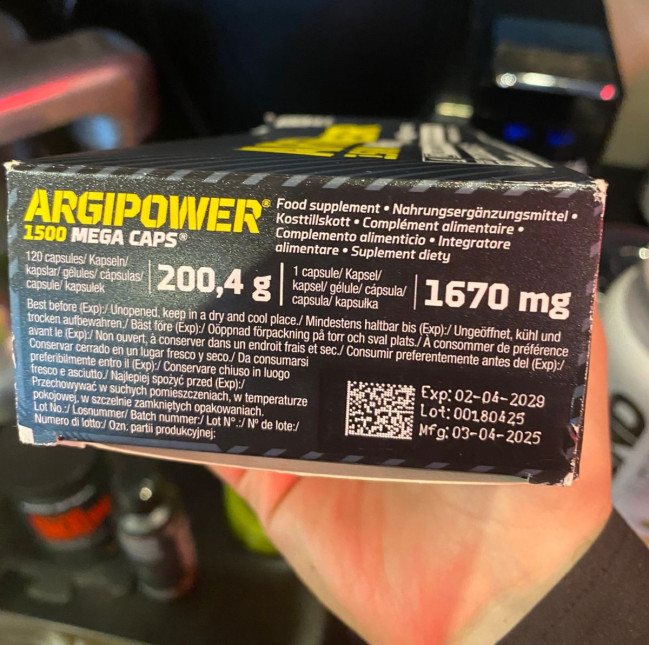 ARGIPOWER®
1500 MEGA CAPS®
Food supplement • Nahrungsergänzungsmittel •
Kosttillskott • Complément alimentaire •
Complemento alimenticio • Integratore
alimentare • Suplement diety
120 capsules/ Kapseln/
kapslar/ gélules/ cápsulas/
capsule/ kapsułek
200,4 g
1 capsule/ Kapsel/
kapsel/ gélule/ cápsula/
capsula/ kapsułka
1670 mg
Best before (Exp):/ Unopened, keep in a dry and cool place./ Mindestens haltbar bis (Exp):/ Ungeöffnet, kühl und
trocken aufbewahren./ Bäst före (Exp):/ Oöppnad förpackning på torr och sval plats./ À consommer de préférence
avant le (Exp):/ Non ouvert, à conserver dans un endroit frais et sec./ Consumir preferentemente antes del (Exp):/
Conservar cerrado en un lugar fresco y seco./ Da consumarsi
preferibilmente entro il (Exp):/ Conservare chiuso in luogo
fresco e asciutto./ Najlepiej spożyć przed (Exp):/
Przechowywać w suchych pomieszczeniach, w temperaturze
pokojowej, w szczelnie zamkniętych opakowaniach.
Lot No.:/ Losnummer/ Batch nummer:/ Lot N°.:/ Nº de lote:/
Numero di lotto:/ Ozn. partii produkcyjnej:
Exp: 02-04-2029
Lot: 00180425
Mfg: 03-04-2025